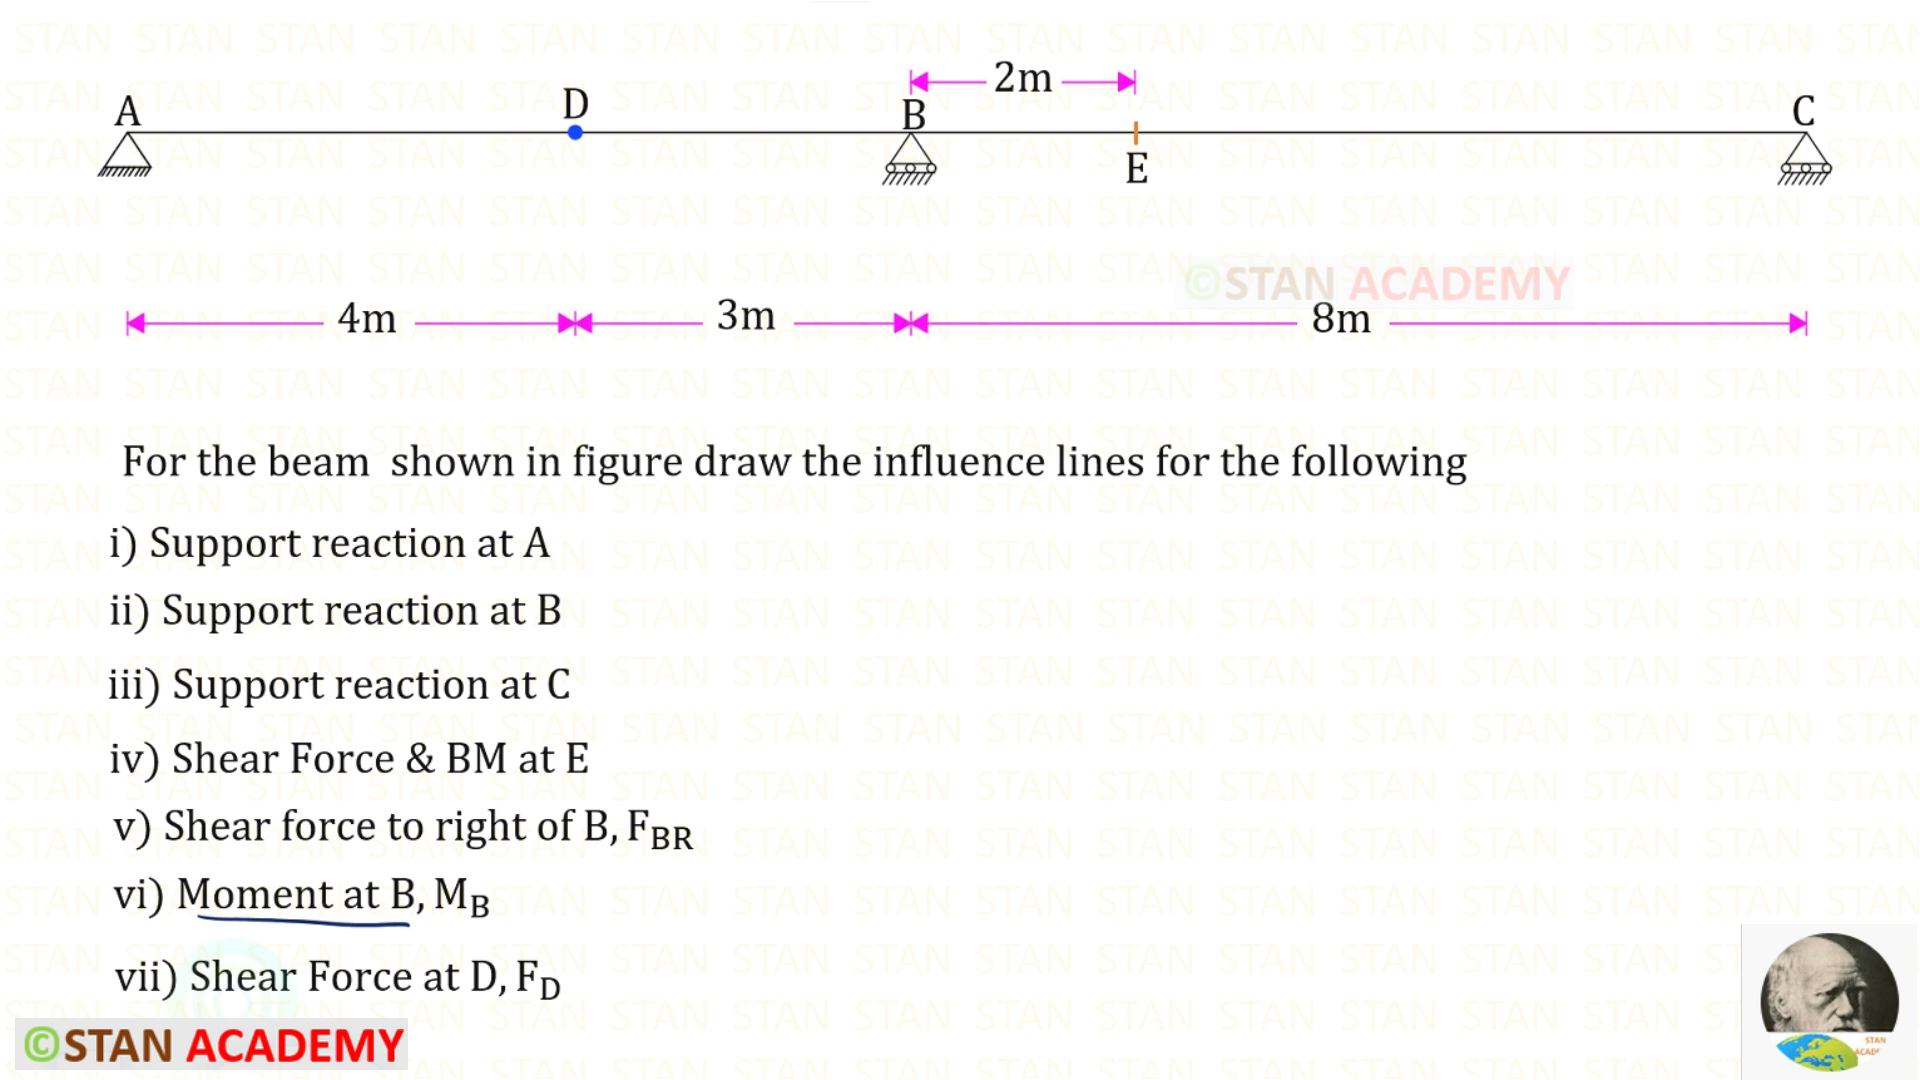 2m
A
D
B
C
E
©STAN ACADEMY
4m
3m
8m
For the beam shown in figure draw the influence lines for the following
i) Support reaction at A
ii) Support reaction at B
iii) Support reaction at C
iv) Shear Force & BM at E
v) Shear force to right of B, FBR
vi) Moment at B, MB
vii) Shear Force at D, FD
©STAN ACADEMY
STAN